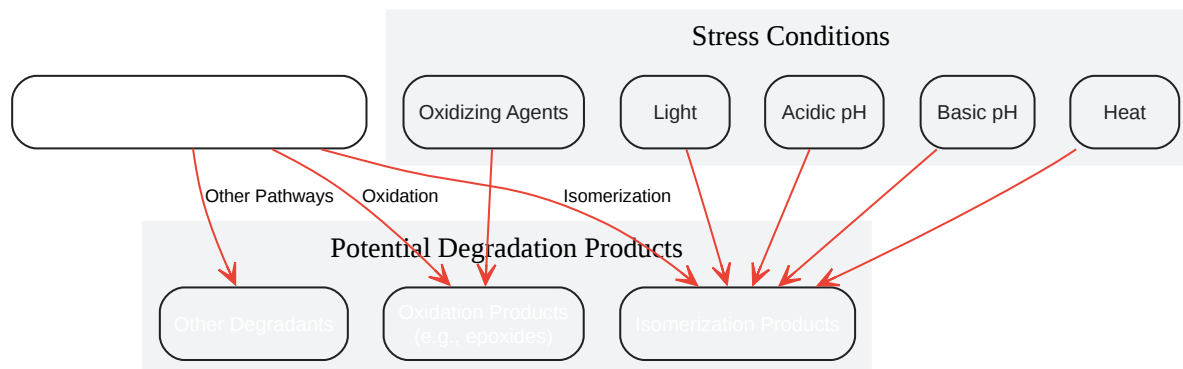 Stress Conditions
Oxidizing Agents
Light
Acidic pH
Basic pH
Heat
Other Pathways
Oxidation
Isomerization
Potential Degradation Products
Other Degradants
Oxidation Products
(e.g., epoxides)
Isomerization Products